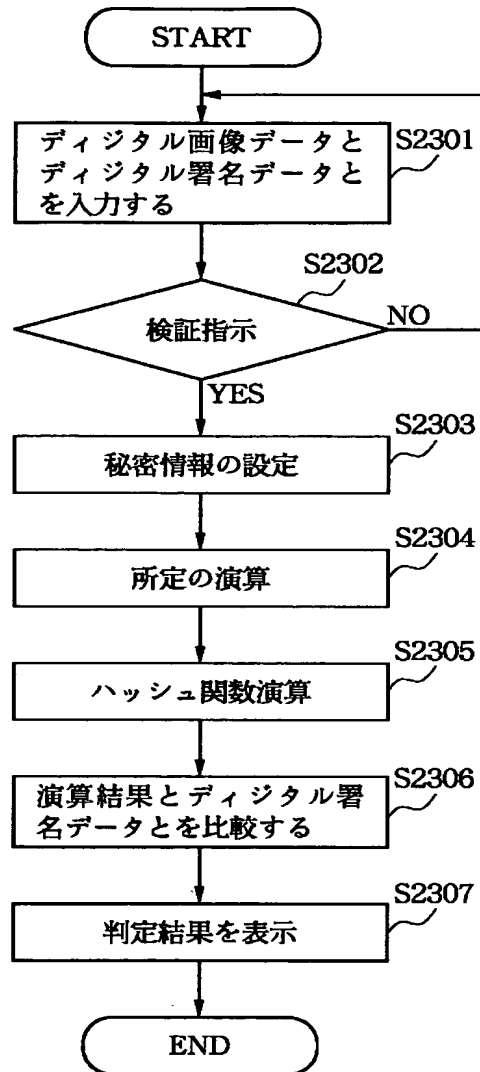 START
ディジタル画像データと
ディジタル署名データと
を入力する
S2301
S2302
検証指示
NO
YES
S2303
秘密情報の設定
S2304
所定の演算
S2305
ハッシュ関数演算
S2306
演算結果とディジタル署
名データとを比較する
S2307
判定結果を表示
END